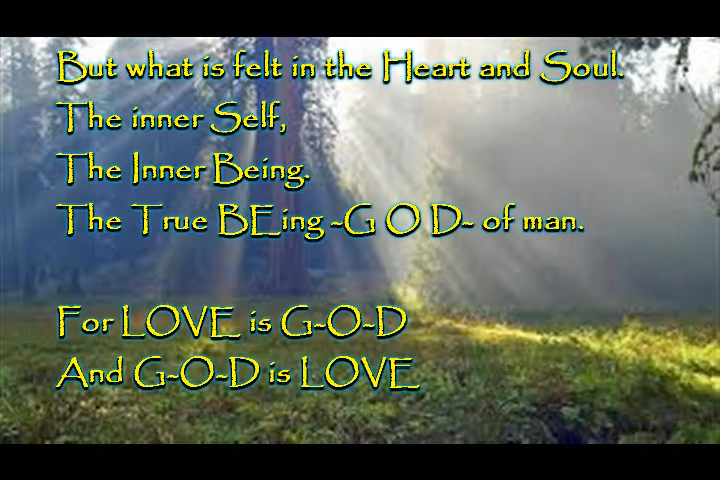 But what is felt in the Heart and Soul.
The inner Self,
The Inner Being.
The True BEing -G O D- of man.
For LOVE is G-O-D
And G-O-D is LOVE